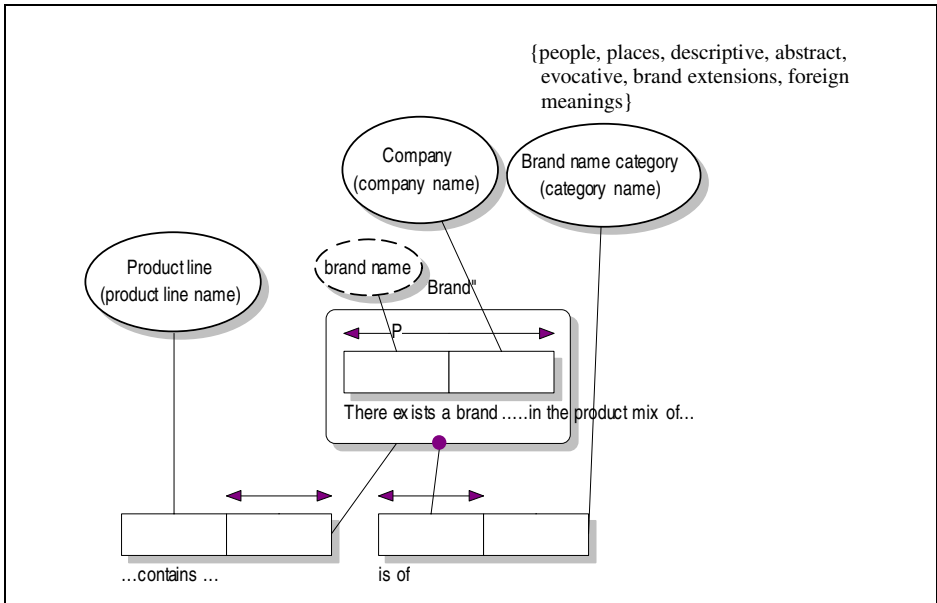 {people, places, descriptive, abstract,
evocative, brand extensions, foreign
meanings}
Company
(company name)
Brand name category
(category name)
Product line
(product line name)
brand name
Brand"
P
There exists a brand .....in the product mix of...
...contains ...
is of